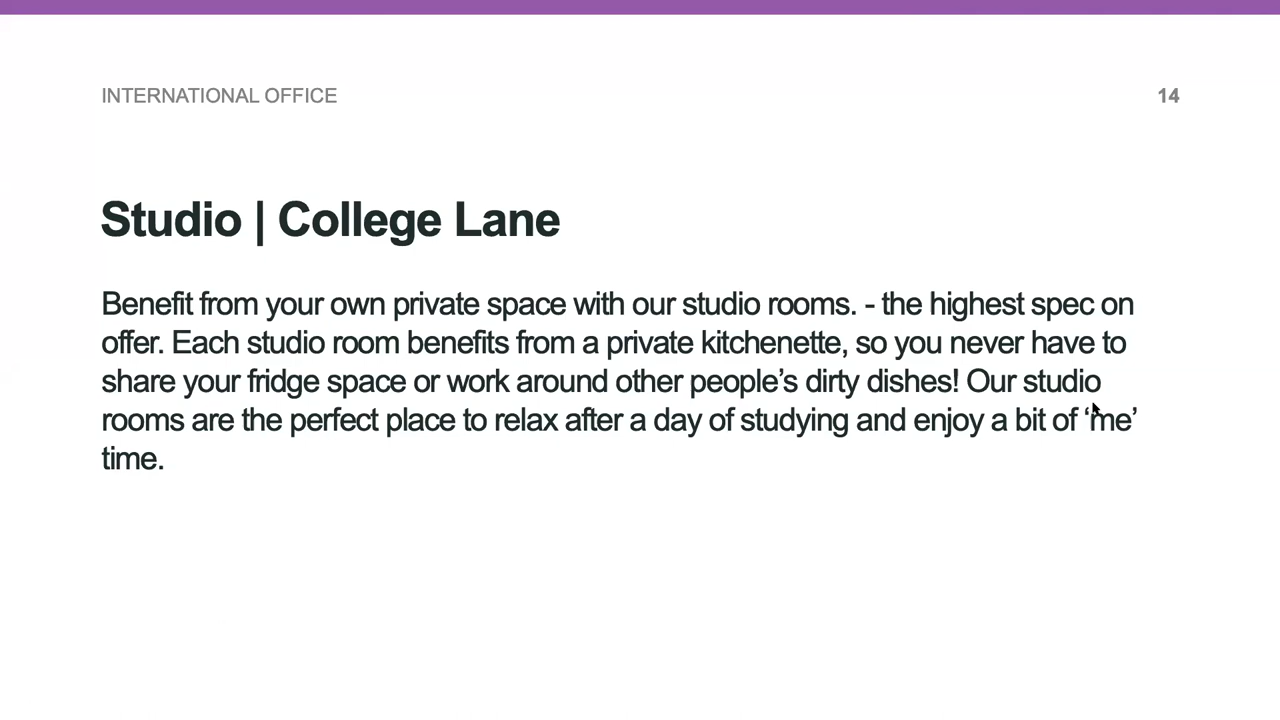 INTERNATIONAL OFFICE
14
Studio | College Lane
Benefit from your own private space with our studio rooms. - the highest spec on
offer. Each studio room benefits from a private kitchenette, so you never have to
share your fridge space or work around other people’s dirty dishes! Our studio
rooms are the perfect place to relax after a day of studying and enjoy a bit of ‘me’
time.